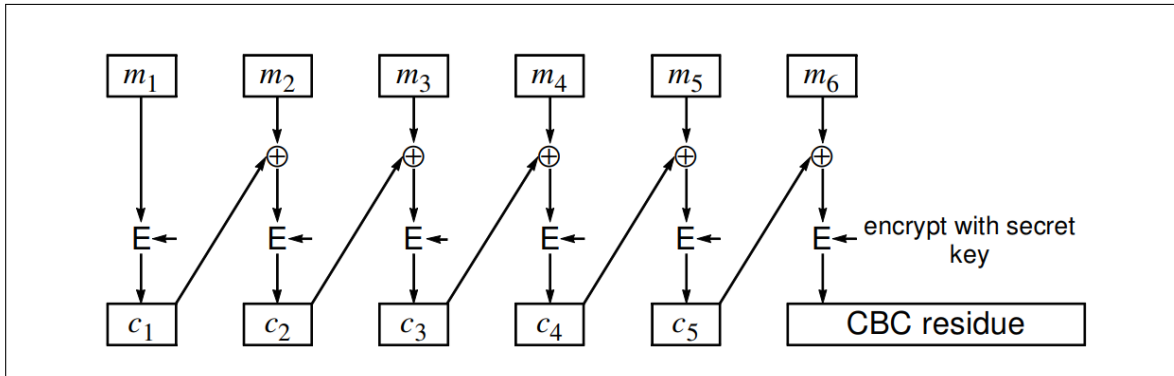 m1 m2 m3 m4 m5 m6
⊕ ⊕ ⊕ ⊕ ⊕
E E E E E E encrypt with secret
key
c1 c2 c3 c4 c5 CBC residue